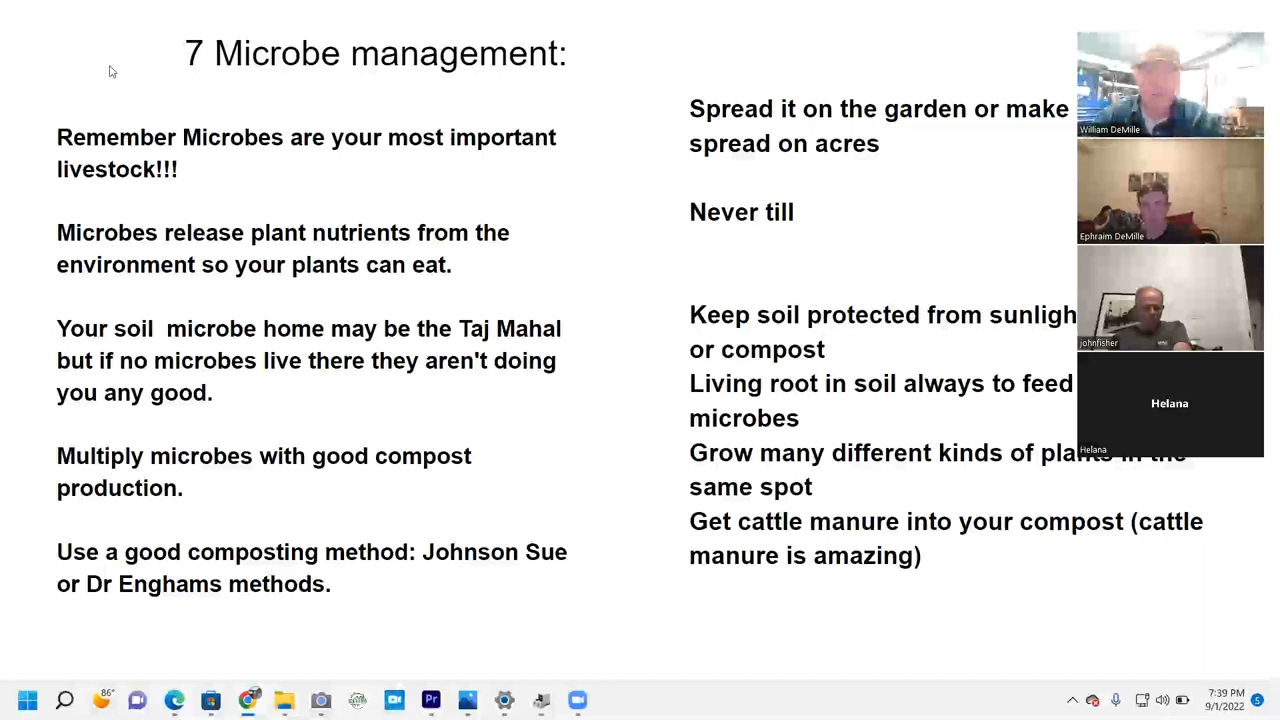 7 Microbe management:
Remember Microbes are your most important
livestock!!!
Microbes release plant nutrients from the
environment so your plants can eat.
Your soil  microbe home may be the Taj Mahal
but if no microbes live there they aren't doing
you any good.
Multiply microbes with good compost
production.
Use a good composting method: Johnson Sue
or Dr Enghams methods.
Spread it on the garden or make
spread on acres
Never till
Keep soil protected from sunligh
or compost
Living root in soil always to feed
microbes
Grow many different kinds of plants in the
same spot
Get cattle manure into your compost (cattle
manure is amazing)
William DeMille
Ephraim DeMille
johnfisher
Helana
Helana
86°
Pr
7:39 PM
9/1/2022
5